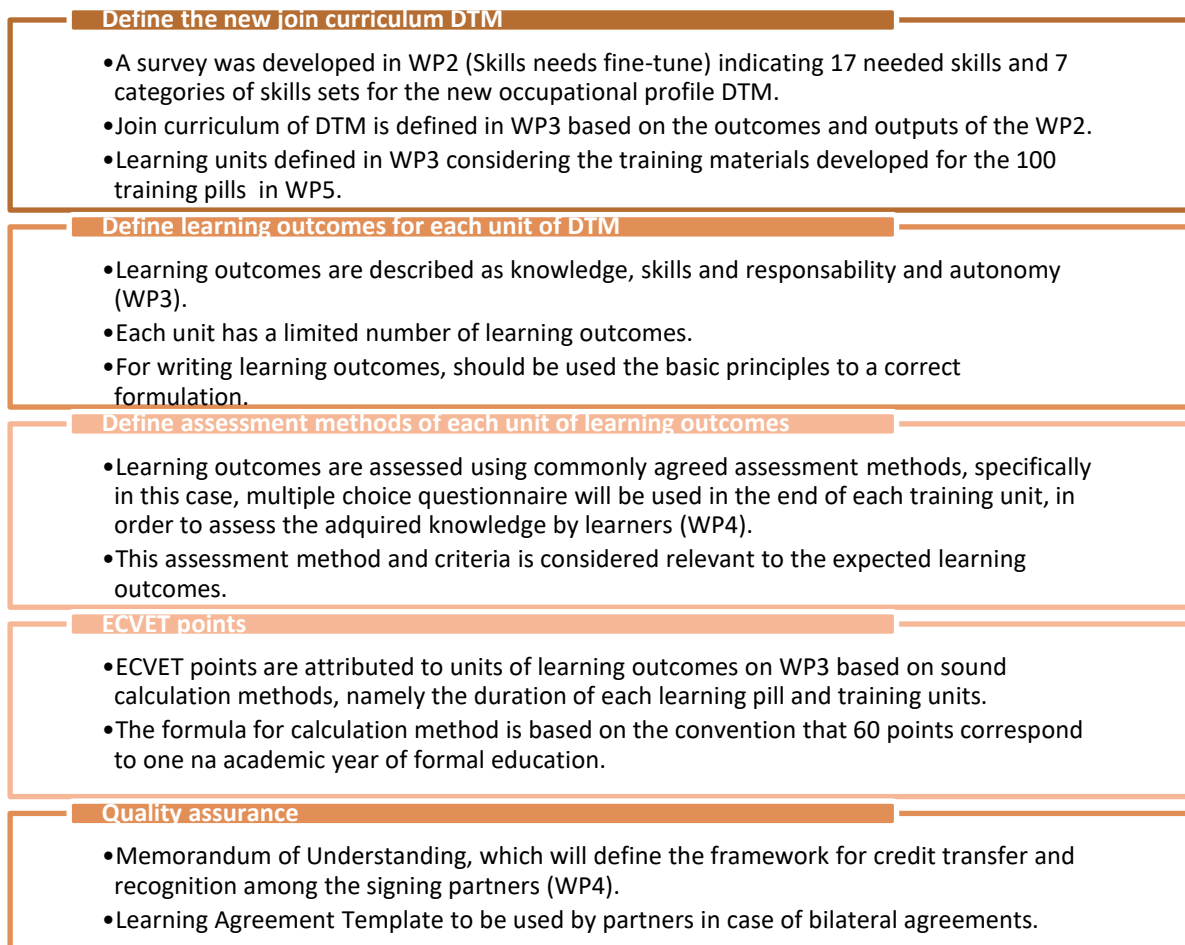 Define the new join curriculum DTM
•A survey was developed in WP2 (Skills needs fine-tune) indicating 17 needed skills and 7
categories of skills sets for the new occupational profile DTM.
•Join curriculum of DTM is defined in WP3 based on the outcomes and outputs of the WP2.
•Learning units defined in WP3 considering the training materials developed for the 100
training pills in WP5.
Define learning outcomes for each unit of DTM
•Learning outcomes are described as knowledge, skills and responsability and autonomy
(WP3).
•Each unit has a limited number of learning outcomes.
•For writing learning outcomes, should be used the basic principles to a correct
formulation.
Define assessment methods of each unit of learning outcomes
•Learning outcomes are assessed using commonly agreed assessment methods, specifically
in this case, multiple choice questionnaire will be used in the end of each training unit, in
order to assess the adquired knowledge by learners (WP4).
•This assessment method and criteria is considered relevant to the expected learning
outcomes.
ECVET points
•ECVET points are attributed to units of learning outcomes on WP3 based on sound
calculation methods, namely the duration of each learning pill and training units.
•The formula for calculation method is based on the convention that 60 points correspond
to one na academic year of formal education.
Quality assurance
•Memorandum of Understanding, which will define the framework for credit transfer and
recognition among the signing partners (WP4).
•Learning Agreement Template to be used by partners in case of bilateral agreements.